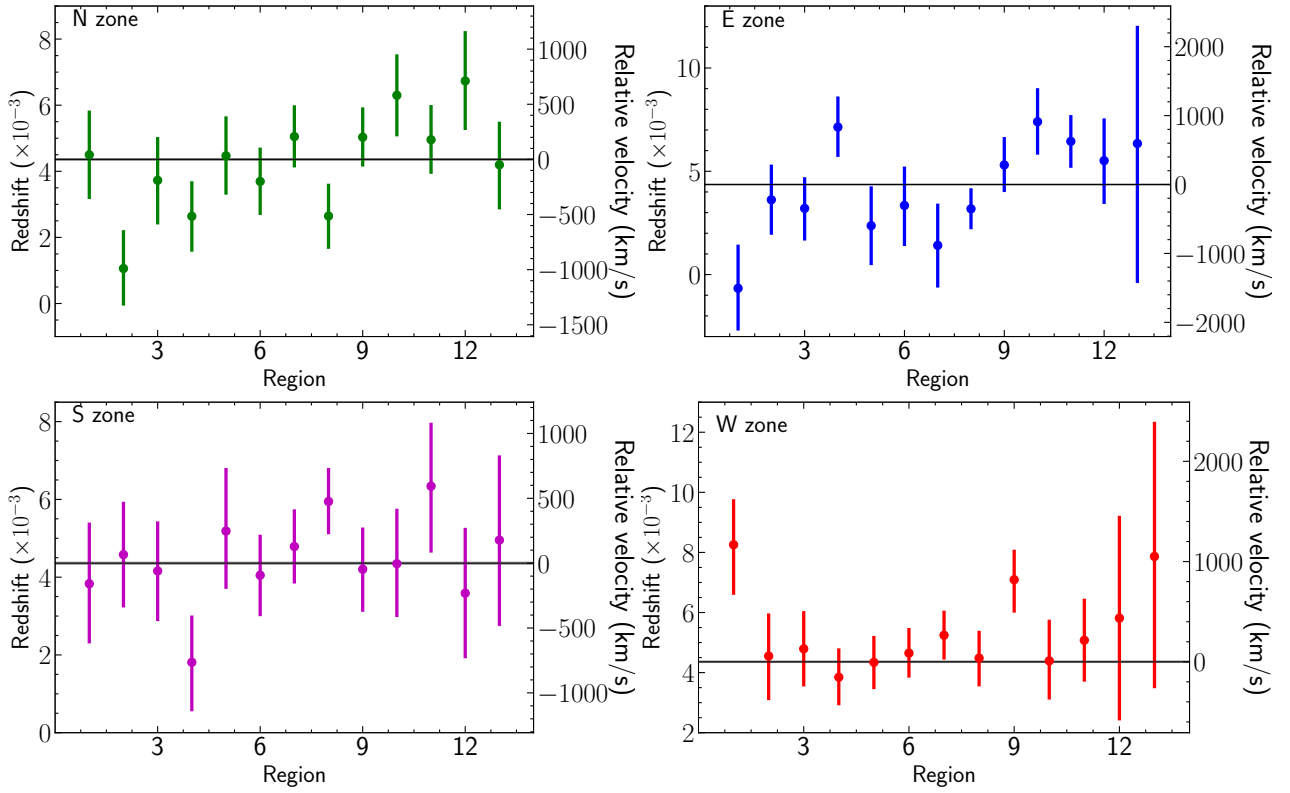 N zone
Redshift (×10⁻³)
8
6
4
2
0
1000
500
0
−500
−1000
−1500
Relative velocity (km/s)
3 6 9 12
Region
E zone
Redshift (×10⁻³)
10
5
0
2000
1000
0
−1000
−2000
Relative velocity (km/s)
3 6 9 12
Region
S zone
Redshift (×10⁻³)
8
6
4
2
0
1000
500
0
−500
−1000
Relative velocity (km/s)
3 6 9 12
Region
W zone
Redshift (×10⁻³)
12
10
8
6
4
2
2000
1000
0
Relative velocity (km/s)
3 6 9 12
Region